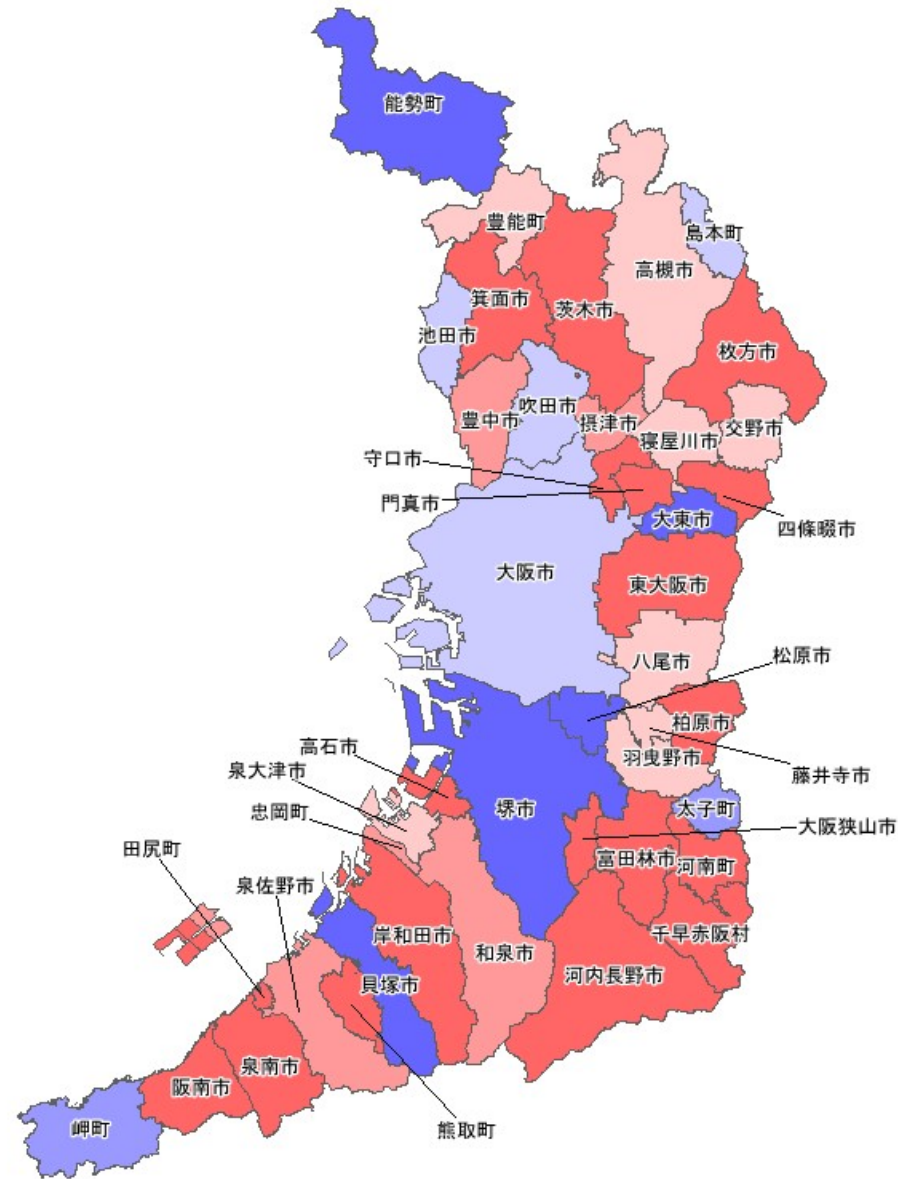 能勢町
豊能町
島本町
高槻市
箕面市
茨木市
池田市
枚方市
吹田市
豊中市
摂津市
交野市
寝屋川市
守口市
門真市
大東市
四條畷市
大阪市
東大阪市
松原市
八尾市
柏原市
高石市
羽曳野市
泉大津市
藤井寺市
堺市
太子町
忠岡町
大阪狭山市
田尻町
富田林市
河南町
泉佐野市
千早赤阪村
岸和田市
和泉市
河内長野市
貝塚市
泉南市
阪南市
岬町
熊取町